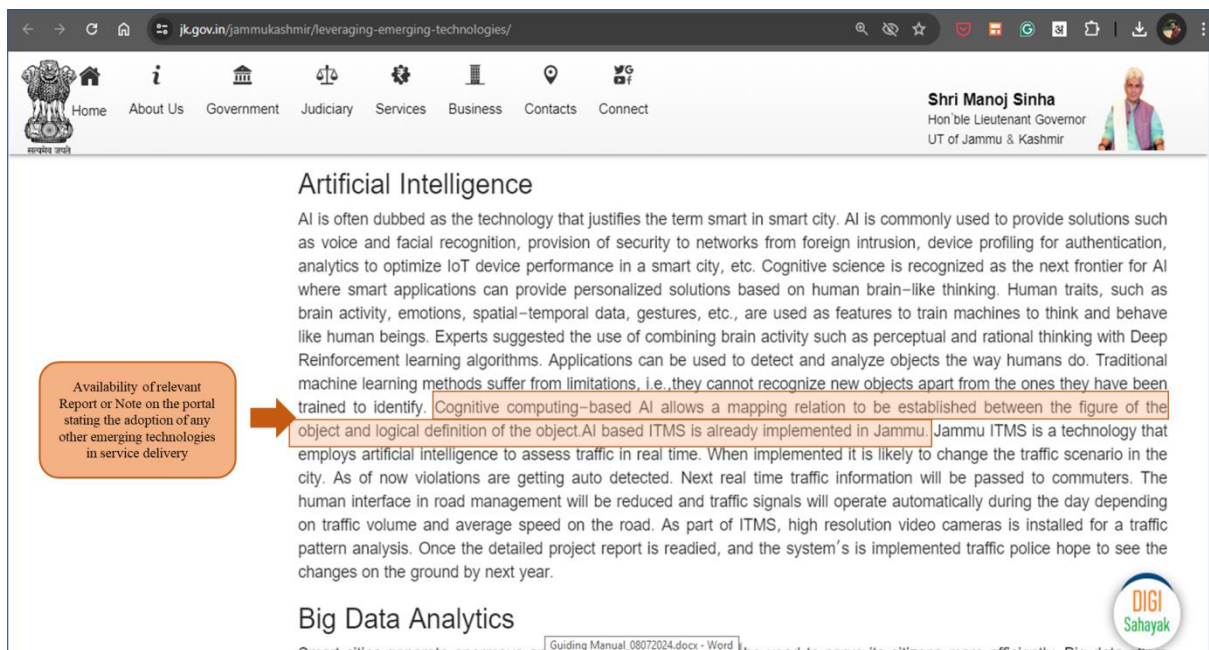 jk.gov.in/jammukashmir/leveraging-emerging-technologies/
Home
About Us
Government
Judiciary
Services
Business
Contacts
Connect
सत्यमेव जयते
Shri Manoj Sinha
Hon'ble Lieutenant Governor
UT of Jammu & Kashmir
Artificial Intelligence
AI is often dubbed as the technology that justifies the term smart in smart city. AI is commonly used to provide solutions such
as voice and facial recognition, provision of security to networks from foreign intrusion, device profiling for authentication,
analytics to optimize IoT device performance in a smart city, etc. Cognitive science is recognized as the next frontier for AI
where smart applications can provide personalized solutions based on human brain-like thinking. Human traits, such as
brain activity, emotions, spatial-temporal data, gestures, etc., are used as features to train machines to think and behave
like human beings. Experts suggested the use of combining brain activity such as perceptual and rational thinking with Deep
Reinforcement learning algorithms. Applications can be used to detect and analyze objects the way humans do. Traditional
machine learning methods suffer from limitations, i.e.,they cannot recognize new objects apart from the ones they have been
trained to identify. Cognitive computing-based AI allows a mapping relation to be established between the figure of the
object and logical definition of the object.AI based ITMS is already implemented in Jammu. Jammu ITMS is a technology that
employs artificial intelligence to assess traffic in real time. When implemented it is likely to change the traffic scenario in the
city. As of now violations are getting auto detected. Next real time traffic information will be passed to commuters. The
human interface in road management will be reduced and traffic signals will operate automatically during the day depending
on traffic volume and average speed on the road. As part of ITMS, high resolution video cameras is installed for a traffic
pattern analysis. Once the detailed project report is readied, and the system's is implemented traffic police hope to see the
changes on the ground by next year.
Availability of relevant
Report or Note on the portal
stating the adoption of any
other emerging technologies
in service delivery
Big Data Analytics
Guiding Manual_08072024.docx - Word
DIGI
Sahayak